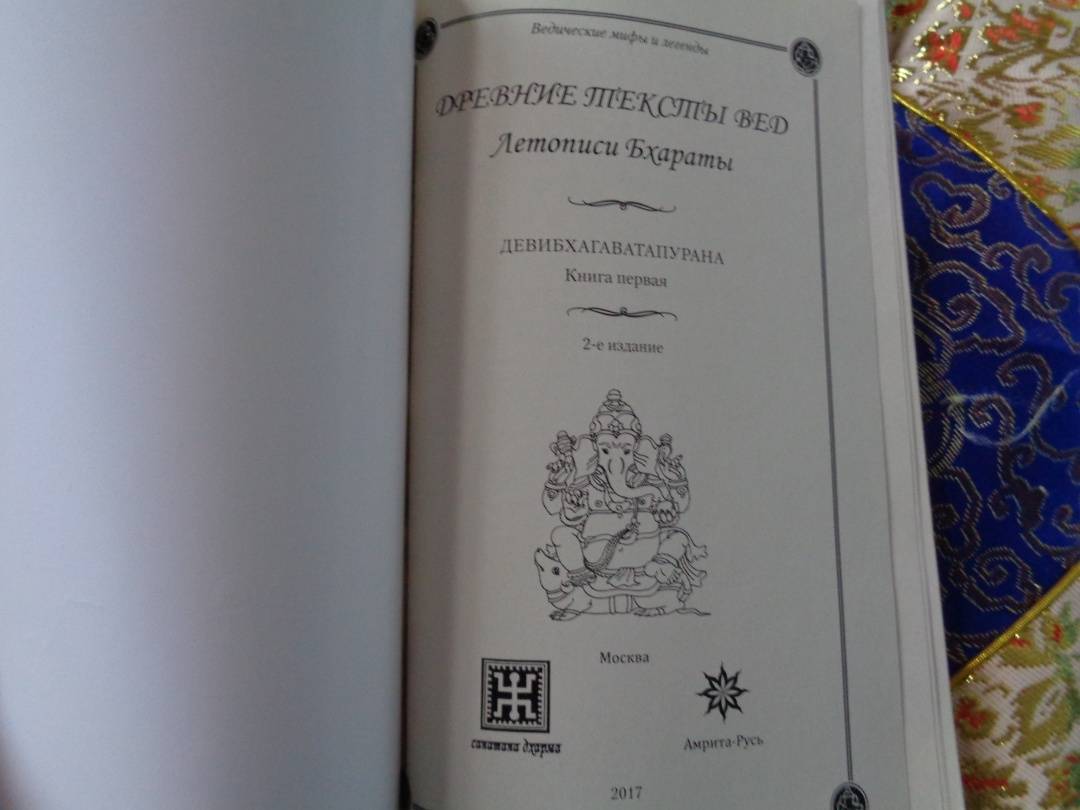 Ведические мифы и легенды
ДРЕВНИЕ ТЕКСТЫ ВЕД
Летописи Бхараты
ДЕВИБХАГАВАТАПУРАНА
Книга первая
2-е издание
Москва
санатана дхарма
Амрита-Русь
2017